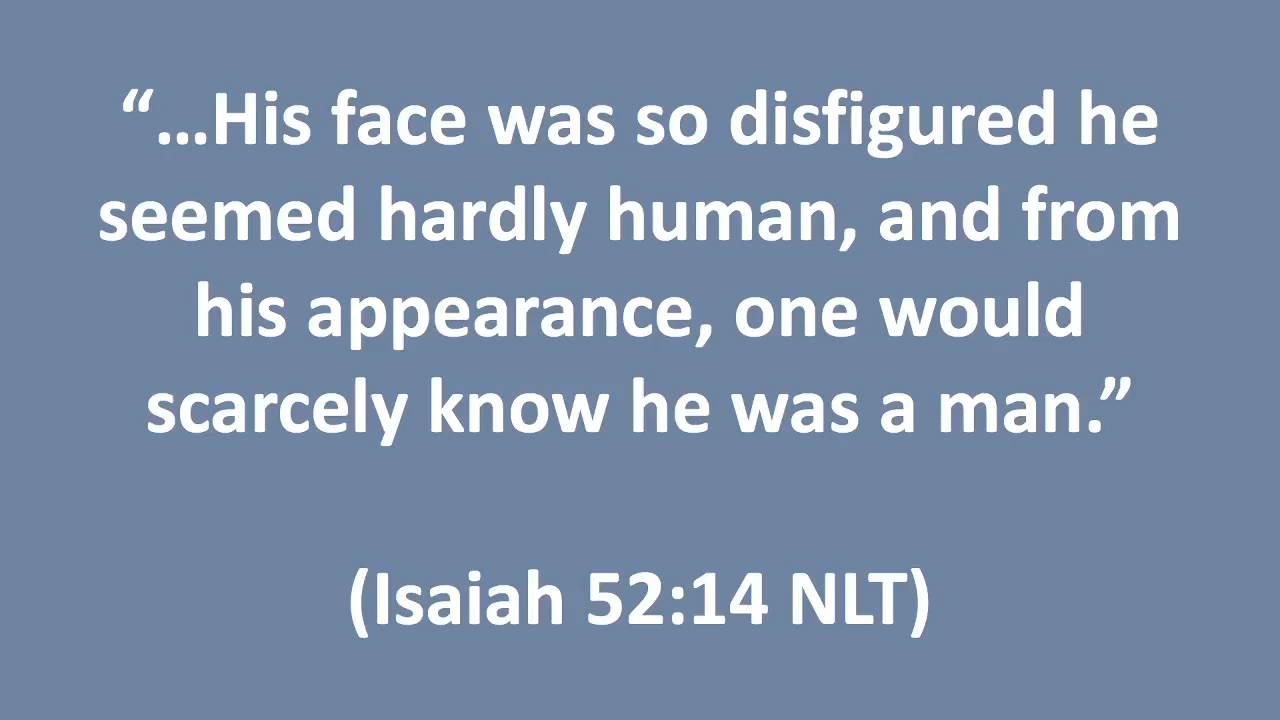 “…His face was so disfigured he
seemed hardly human, and from
his appearance, one would
scarcely know he was a man.”
(Isaiah 52:14 NLT)